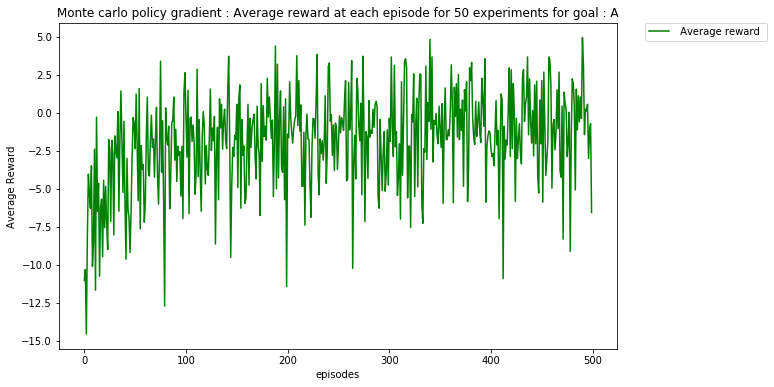 Monte carlo policy gradient : Average reward at each episode for 50 experiments for goal : A
Average reward
5.0
2.5
0.0
−2.5
−5.0
−7.5
−10.0
−12.5
−15.0
Average Reward
0 100 200 300 400 500
episodes